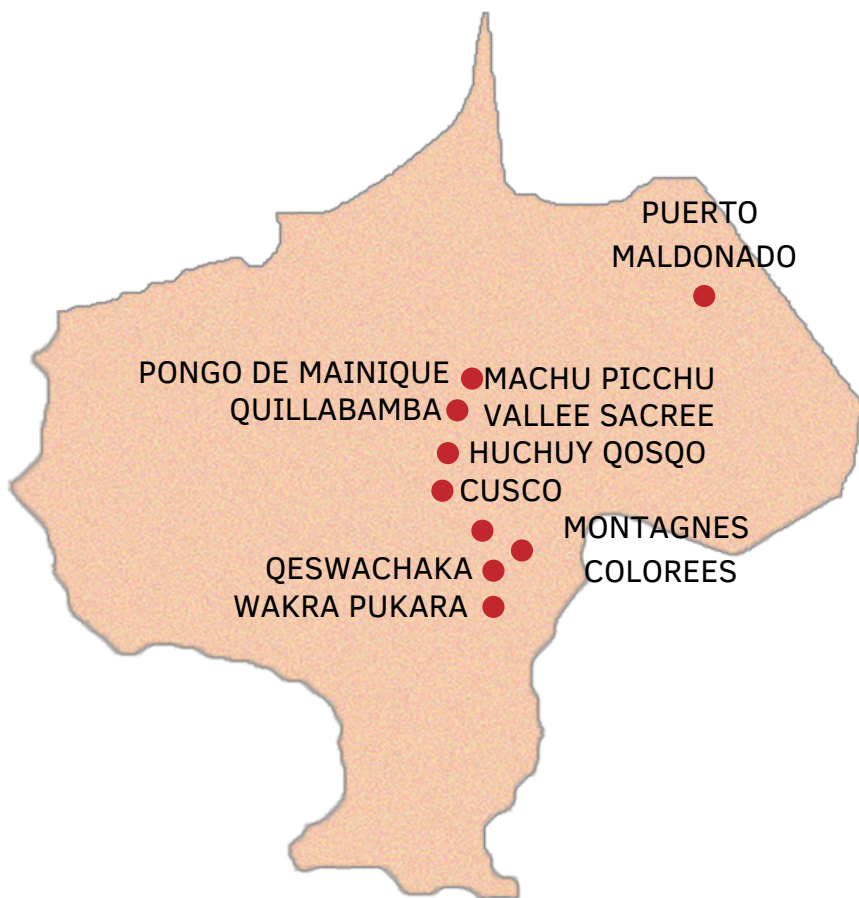 PUERTO
MALDONADO
PONGO DE MAINIQUE
MACHU PICCHU
QUILLABAMBA
VALLEE SACREE
HUCHUY QOSQO
CUSCO
MONTAGNES
COLOREES
QESWACHAKA
WAKRA PUKARA